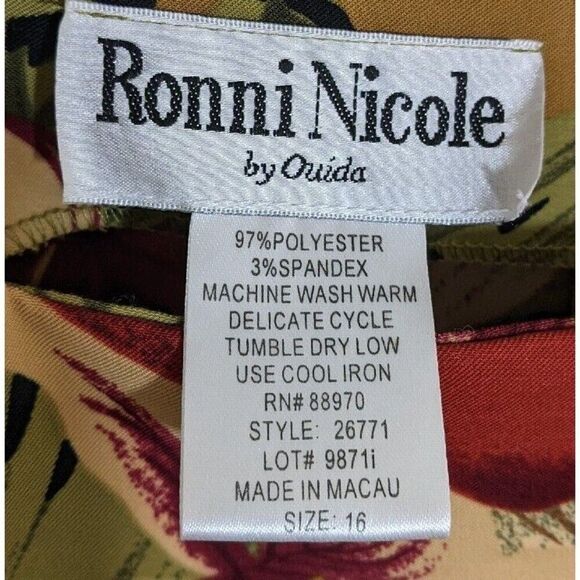 Ronni Nicole
by Ouida
97%POLYESTER
3%SPANDEX
MACHINE WASH WARM
DELICATE CYCLE
TUMBLE DRY LOW
USE COOL IRON
RN# 88970
STYLE: 26771
LOT# 9871i
MADE IN MACAU
SIZE: 16